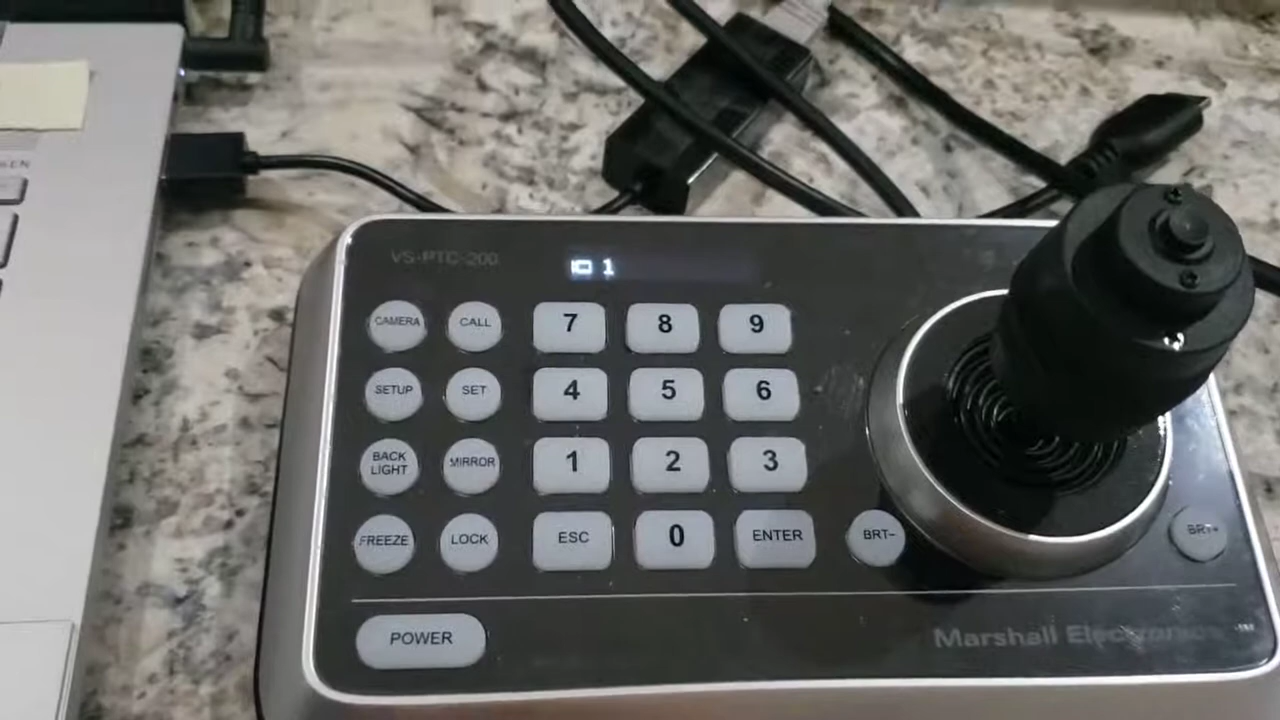 VS-PTC-200
1
CAMERA CALL 7 8 9
SETUP SET 4 5 6
BACK LIGHT MIRROR 1 2 3
FREEZE LOCK ESC 0 ENTER BRT- BRT+
POWER
Marshall Electronics